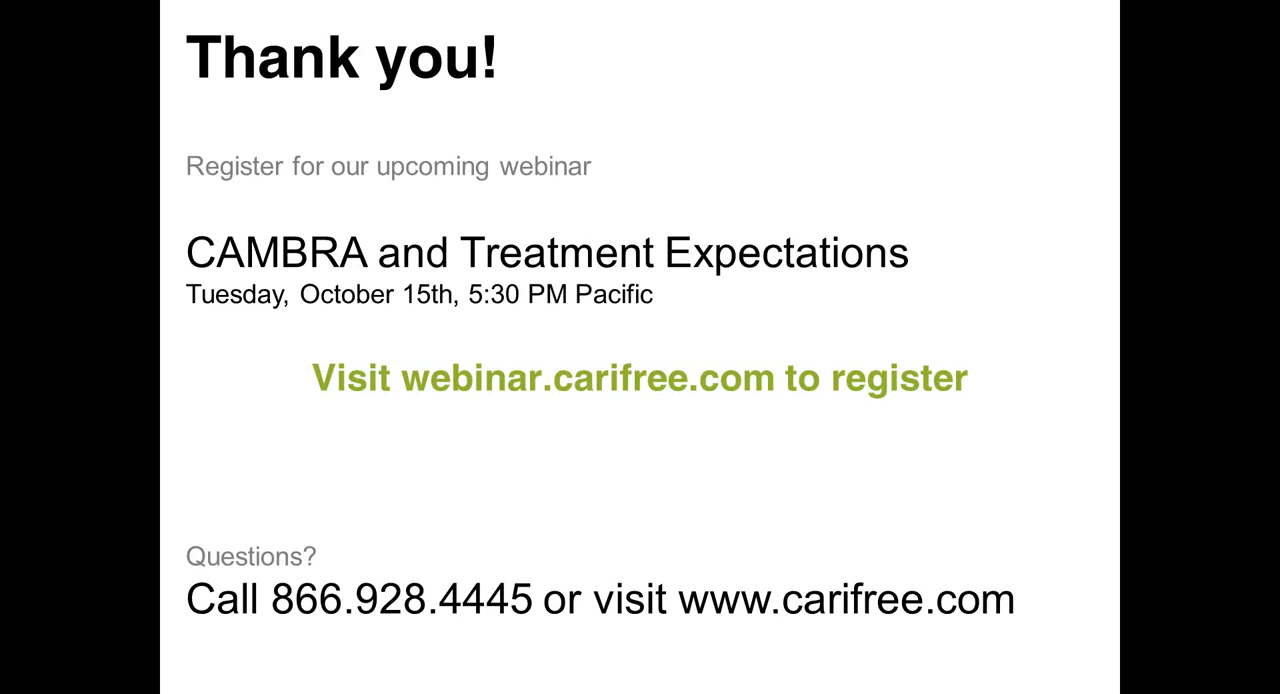 Thank you!
Register for our upcoming webinar
CAMBRA and Treatment Expectations
Tuesday, October 15th, 5:30 PM Pacific
Visit webinar.carifree.com to register
Questions?
Call 866.928.4445 or visit www.carifree.com